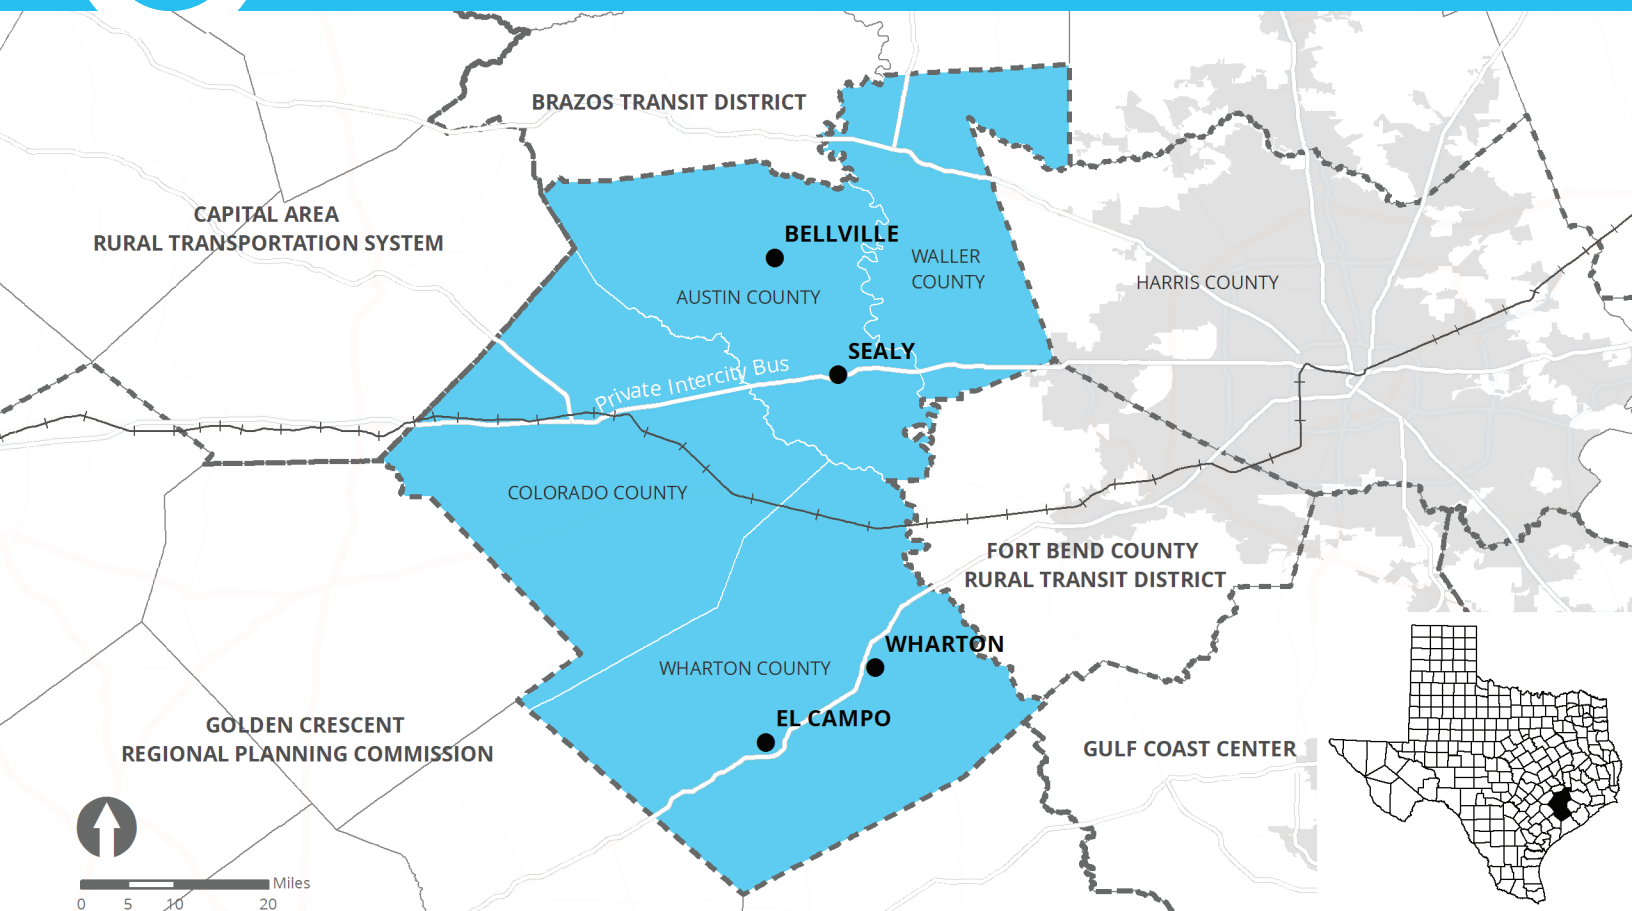 BRAZOS TRANSIT DISTRICT
CAPITAL AREA
RURAL TRANSPORTATION SYSTEM
BELLVILLE
WALLER
COUNTY
HARRIS COUNTY
AUSTIN COUNTY
SEALY
Private Intercity Bus
COLORADO COUNTY
FORT BEND COUNTY
RURAL TRANSIT DISTRICT
WHARTON
WHARTON COUNTY
EL CAMPO
GOLDEN CRESCENT
REGIONAL PLANNING COMMISSION
GULF COAST CENTER
Miles
0 5 10 20